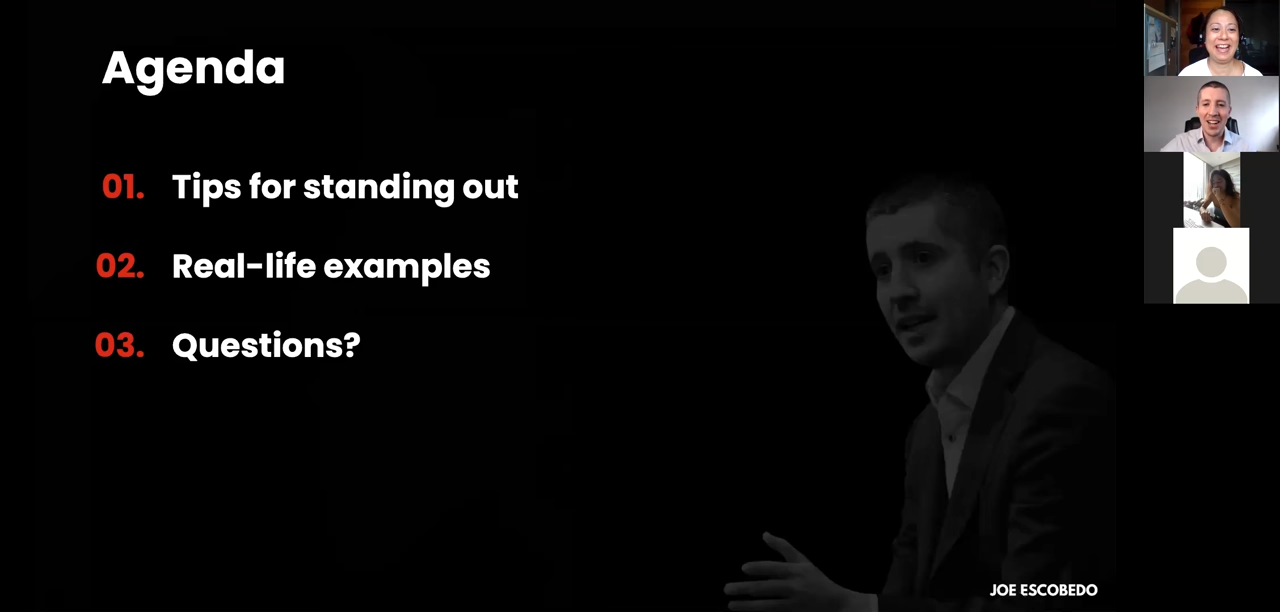 Agenda
01. Tips for standing out
02. Real-life examples
03. Questions?
JOE ESCOBEDO